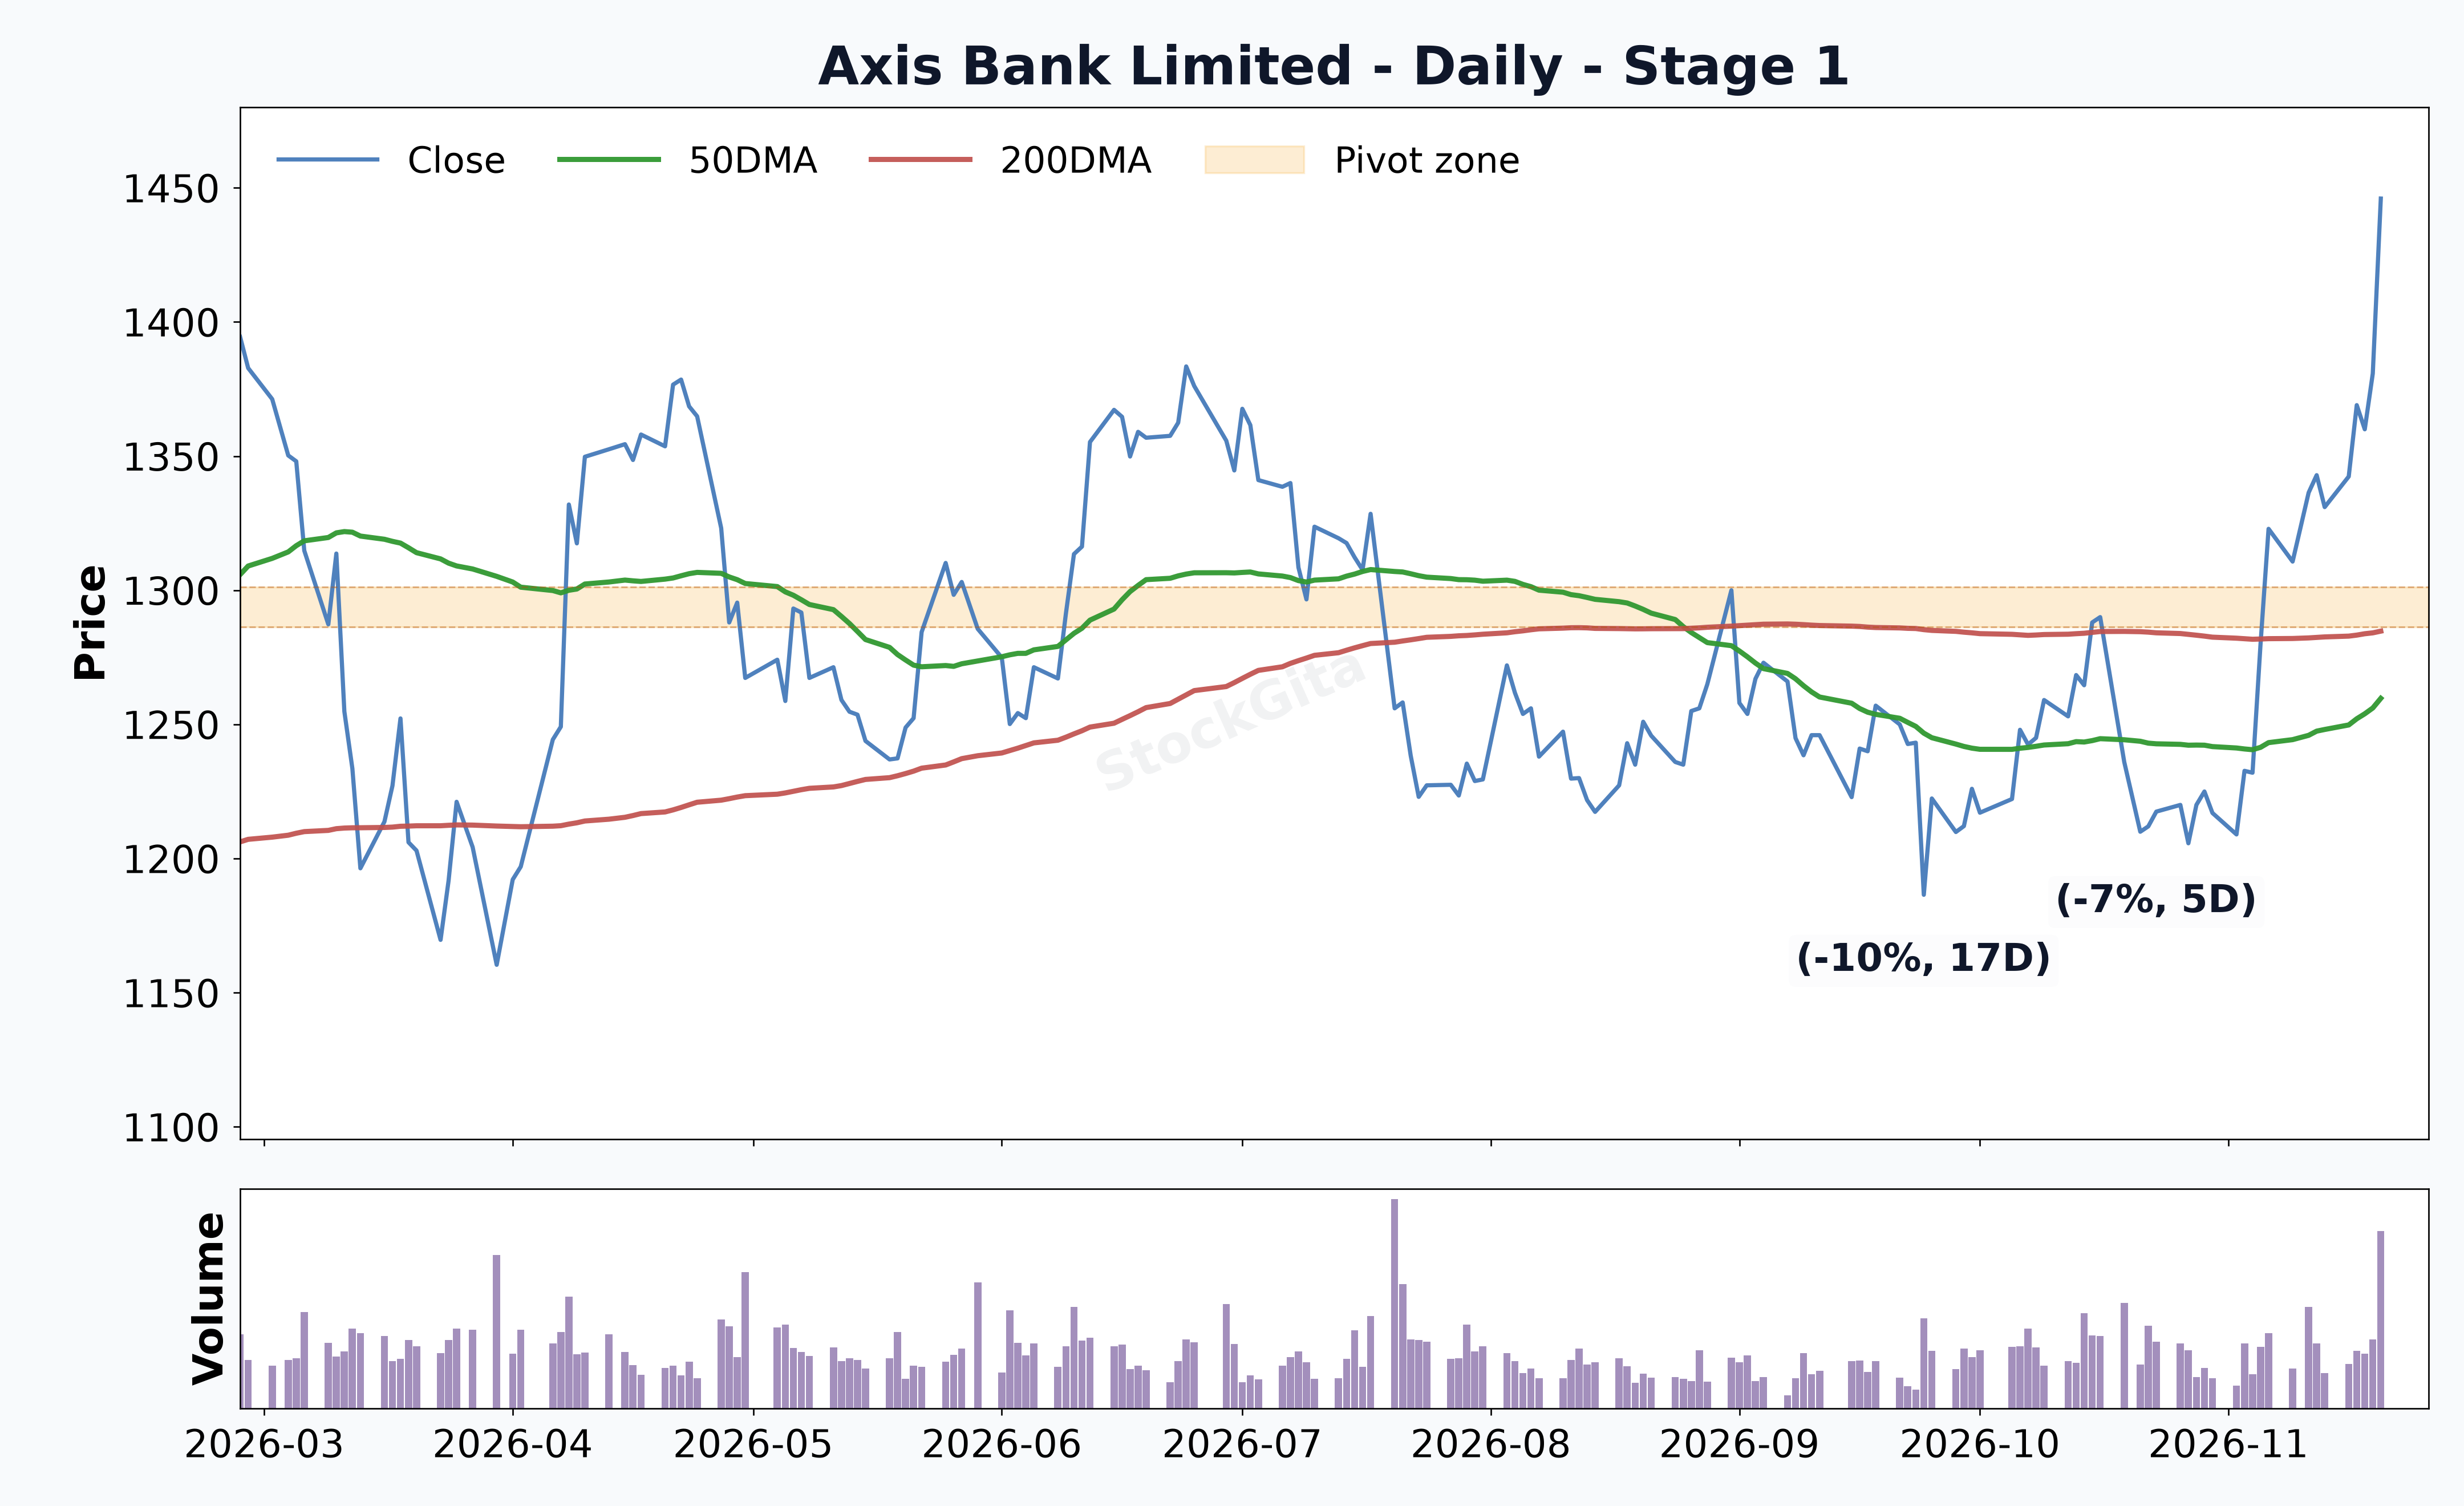 Axis Bank Limited - Daily - Stage 1
Close 50DMA 200DMA Pivot zone
Price
1450
1400
1350
1300
1250
1200
1150
1100
StockGita
(-7%, 5D)
(-10%, 17D)
Volume
2026-03 2026-04 2026-05 2026-06 2026-07 2026-08 2026-09 2026-10 2026-11